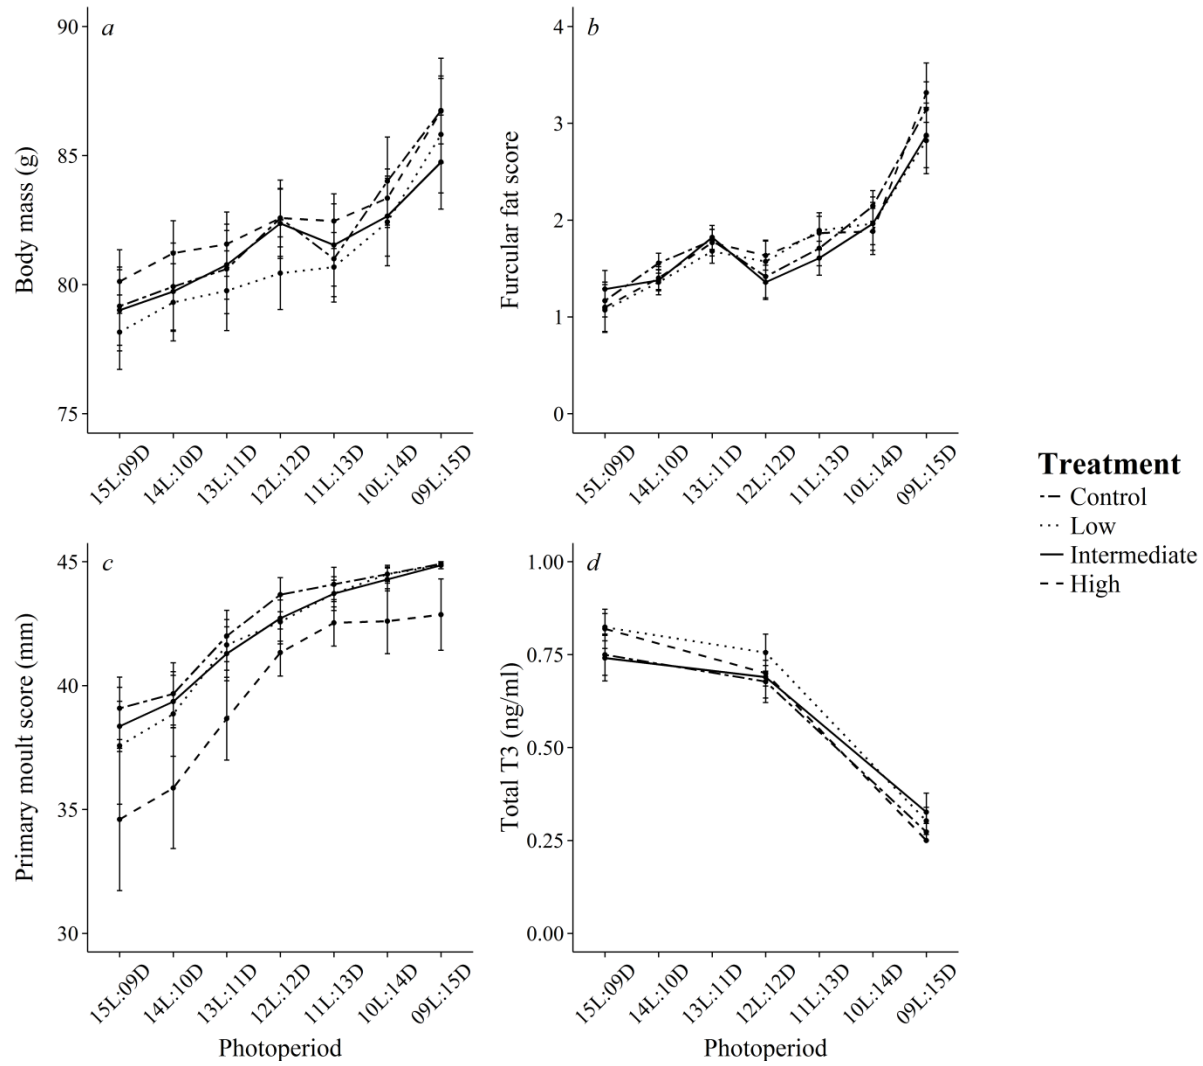 a
90
85
80
75
Body mass (g)
15L:09D
14L:10D
13L:11D
12L:12D
11L:13D
10L:14D
09L:15D
b
4
3
2
1
0
Furcular fat score
15L:09D
14L:10D
13L:11D
12L:12D
11L:13D
10L:14D
09L:15D
Treatment
Control
Low
Intermediate
High
c
45
40
35
30
Primary moult score (mm)
15L:09D
14L:10D
13L:11D
12L:12D
11L:13D
10L:14D
09L:15D
Photoperiod
d
1.00
0.75
0.50
0.25
0.00
Total T3 (ng/ml)
15L:09D
14L:10D
13L:11D
12L:12D
11L:13D
10L:14D
09L:15D
Photoperiod